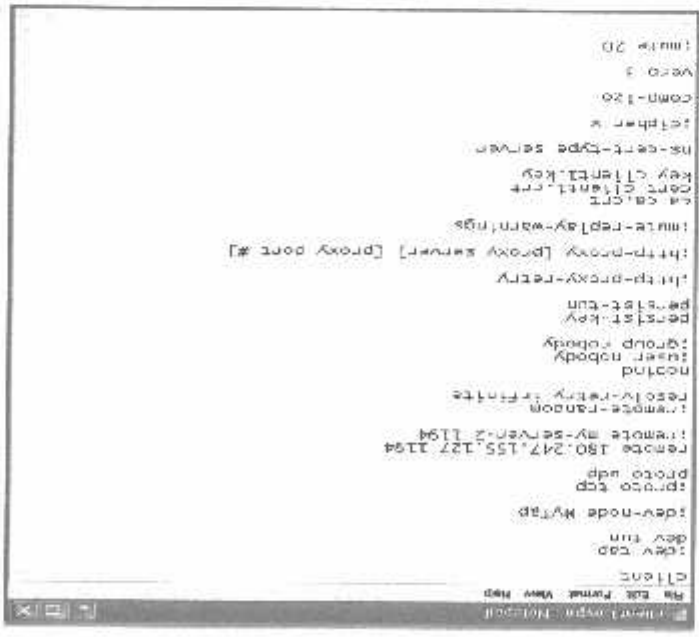 client1.ovpn - Notepad
File Edit Format View Help
client
;dev tap
dev tun
;dev-node MyTap
;proto tcp
proto udp
remote 180.247.155.127 1194
;remote my-server-2 1194
;remote-random
resolv-retry infinite
nobind
;user nobody
;group nobody
persist-key
persist-tun
;http-proxy-retry
;http-proxy [proxy server] [proxy port #]
;mute-replay-warnings
ca ca.crt
cert client1.crt
key client1.key
ns-cert-type server
;cipher x
comp-lzo
verb 3
;mute 20